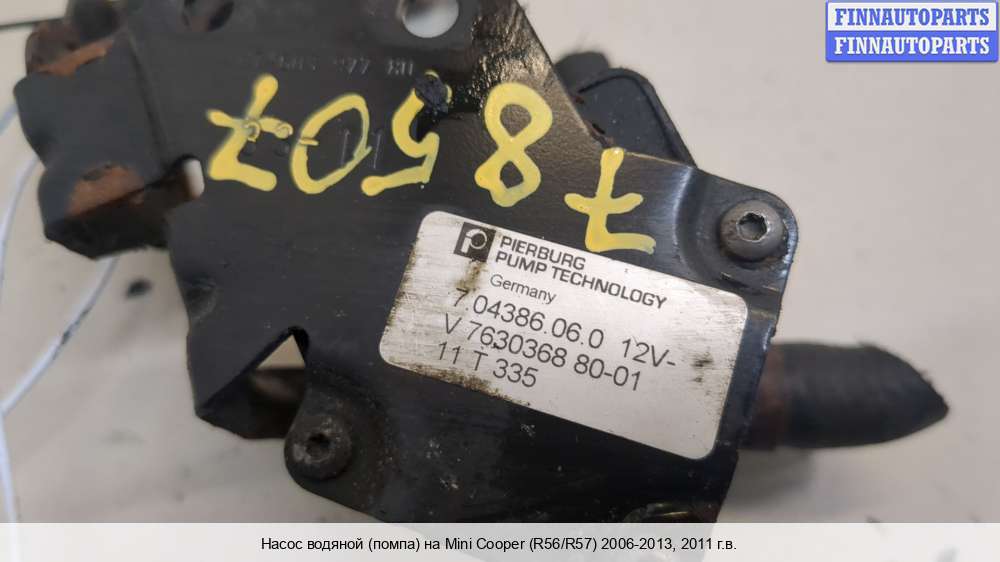 FINNAUTOPARTS
FINNAUTOPARTS
78507
PIERBURG
PUMP TECHNOLOGY
Germany
7.04386.06.0 12V-
V 7630368 80-01
11 T 335
Насос водяной (помпа) на Mini Cooper (R56/R57) 2006-2013, 2011 г.в.